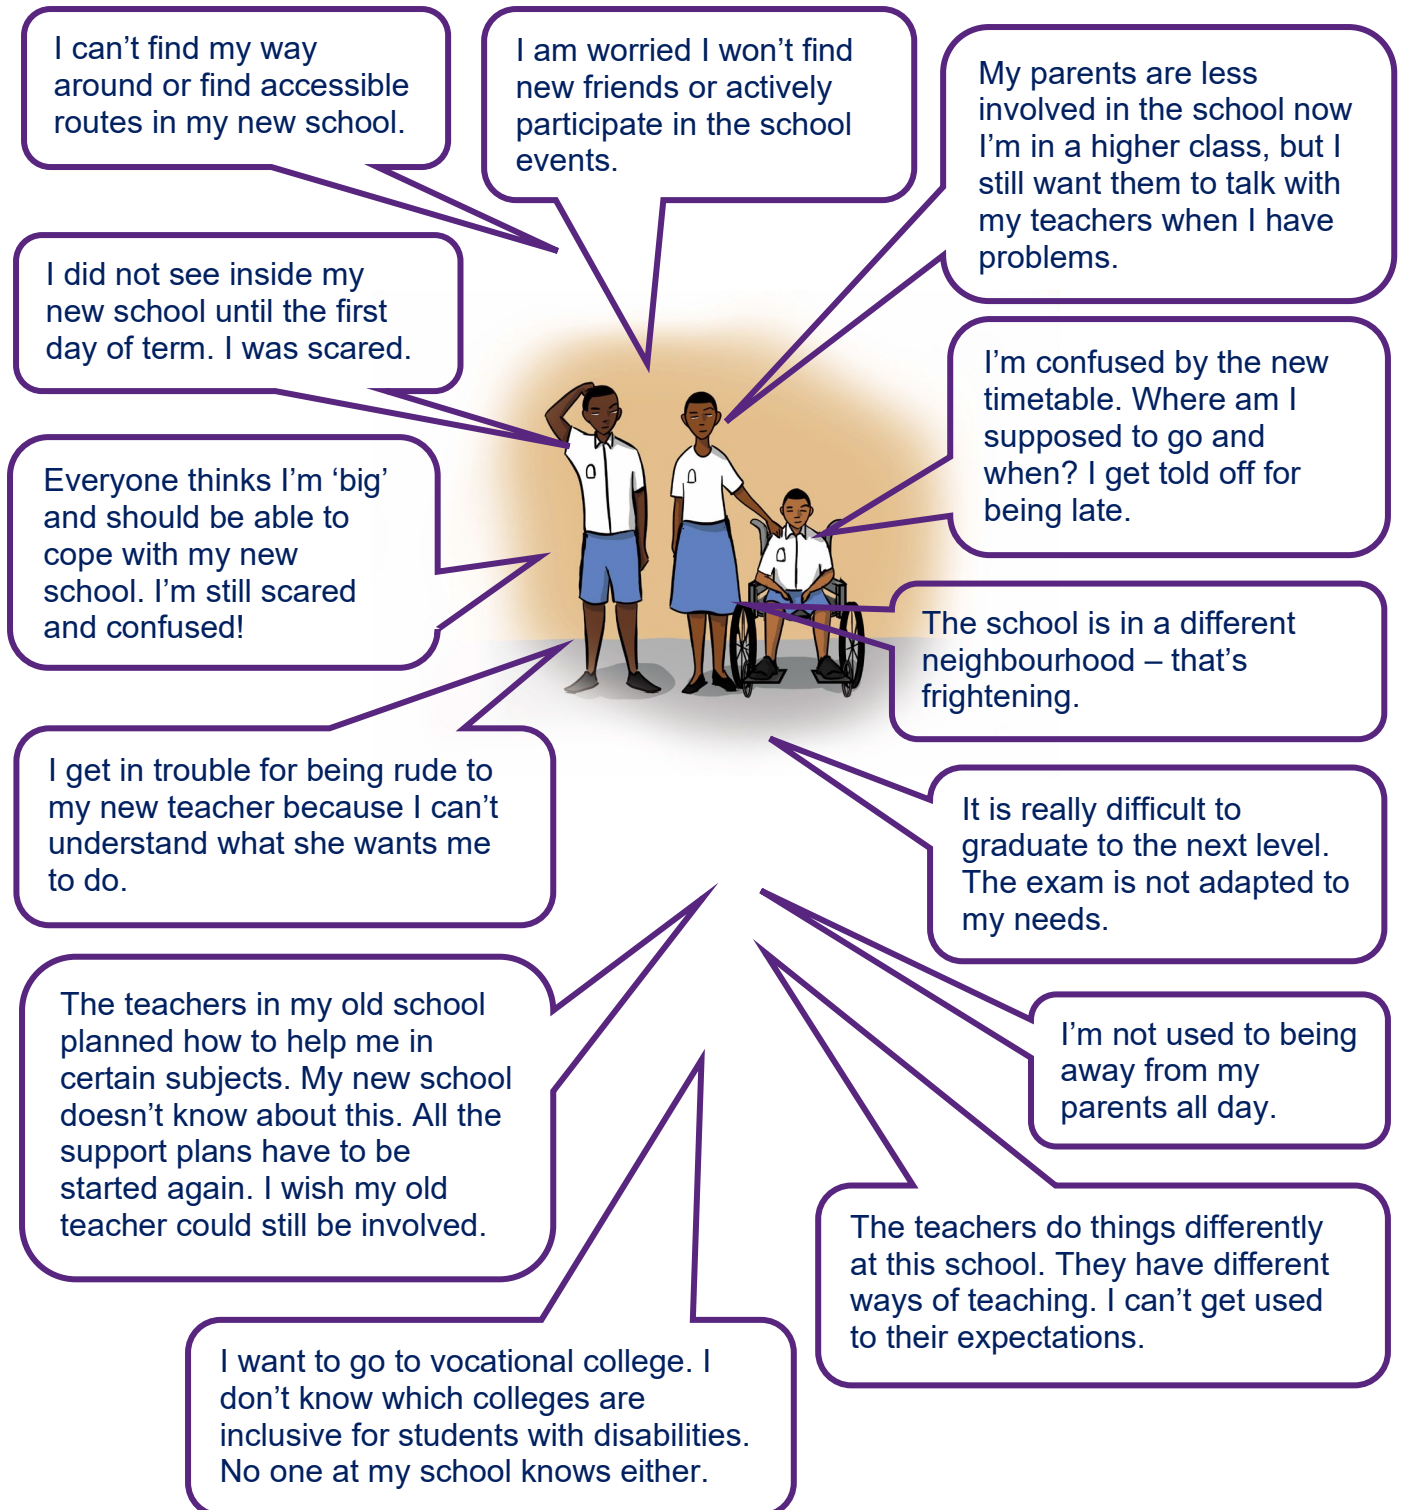 I can’t find my way
around or find accessible
routes in my new school.
I am worried I won’t find
new friends or actively
participate in the school
events.
My parents are less
involved in the school now
I’m in a higher class, but I
still want them to talk with
my teachers when I have
problems.
I did not see inside my
new school until the first
day of term. I was scared.
I’m confused by the new
timetable. Where am I
supposed to go and
when? I get told off for
being late.
Everyone thinks I’m ‘big’
and should be able to
cope with my new
school. I’m still scared
and confused!
The school is in a different
neighbourhood – that’s
frightening.
I get in trouble for being rude to
my new teacher because I can’t
understand what she wants me
to do.
It is really difficult to
graduate to the next level.
The exam is not adapted to
my needs.
The teachers in my old school
planned how to help me in
certain subjects. My new school
doesn’t know about this. All the
support plans have to be
started again. I wish my old
teacher could still be involved.
I’m not used to being
away from my
parents all day.
The teachers do things differently
at this school. They have different
ways of teaching. I can’t get used
to their expectations.
I want to go to vocational college. I
don’t know which colleges are
inclusive for students with disabilities.
No one at my school knows either.